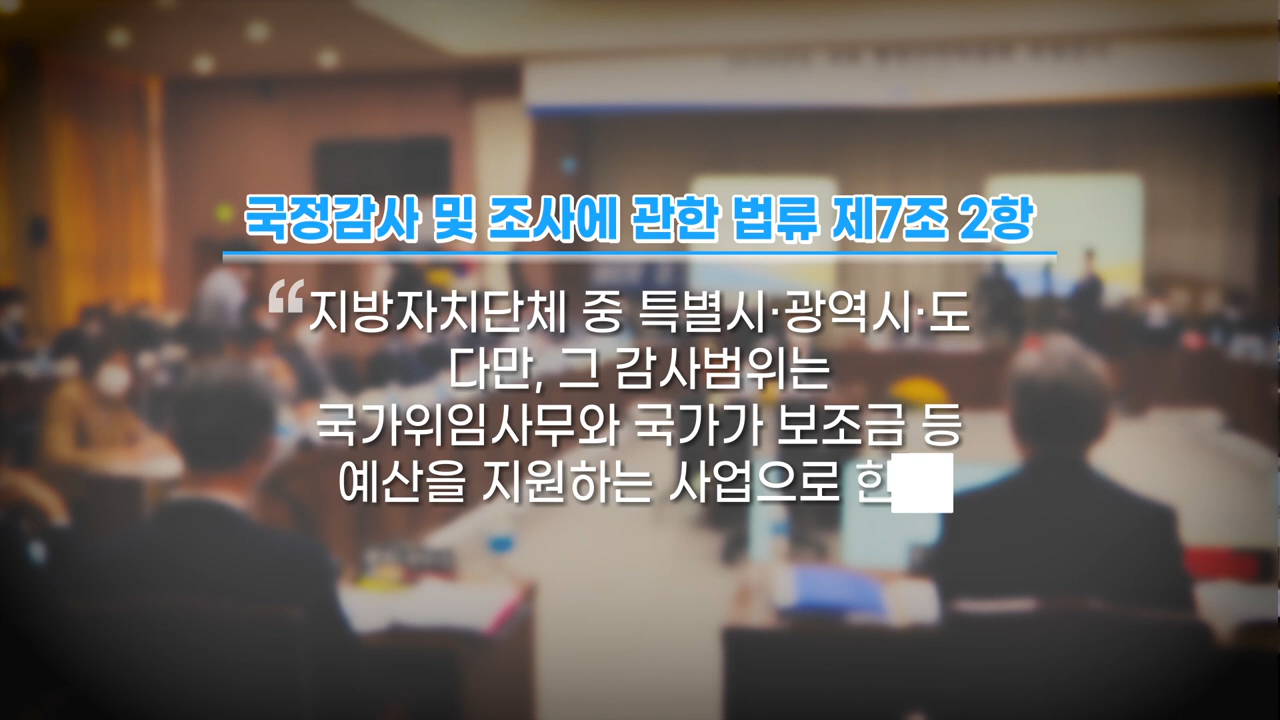 국정감사 및 조사에 관한 법류 제7조 2항
“지방자치단체 중 특별시·광역시·도
다만, 그 감사범위는
국가위임사무와 국가가 보조금 등
예산을 지원하는 사업으로